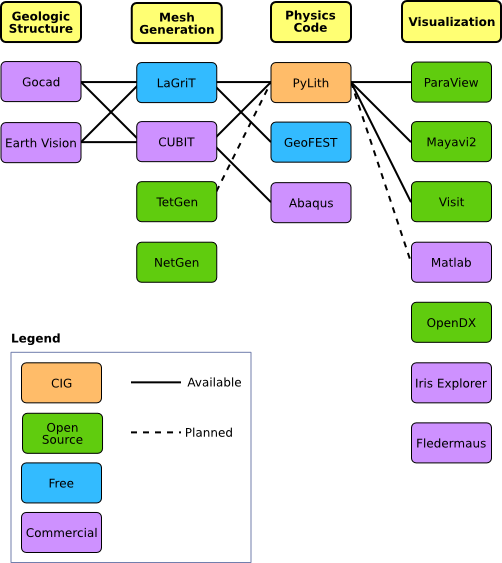 Geologic
Structure
Mesh
Generation
Physics
Code
Visualization
Gocad
LaGriT
PyLith
ParaView
Earth Vision
CUBIT
GeoFEST
Mayavi2
TetGen
Abaqus
Visit
NetGen
Matlab
OpenDX
Legend
CIG
Available
Iris Explorer
Open
Source
Planned
Fledermaus
Free
Commercial